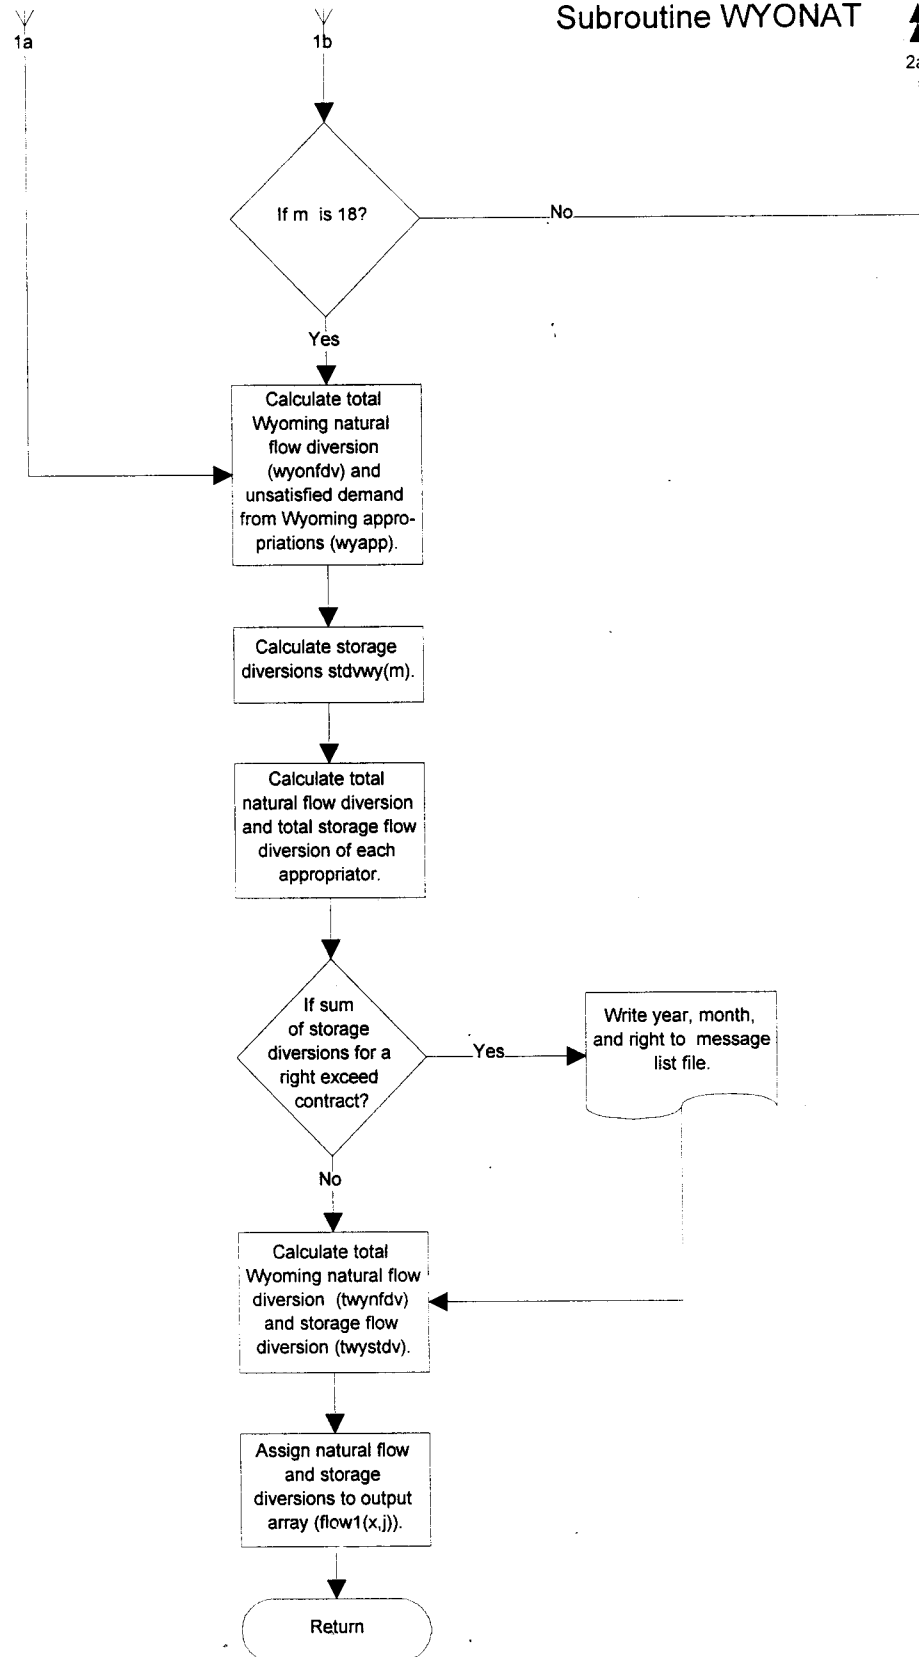 Subroutine WYONAT
1a
1b
2a
If m is 18?
No
Yes
Calculate total
Wyoming natural
flow diversion
(wyonfdv) and
unsatisfied demand
from Wyoming appro-
priations (wyapp).
Calculate storage
diversions stdvwy(m).
Calculate total
natural flow diversion
and total storage flow
diversion of each
appropriator.
If sum
of storage
diversions for a
right exceed
contract?
Yes
Write year, month,
and right to message
list file.
No
Calculate total
Wyoming natural flow
diversion (twynfdv)
and storage flow
diversion (twystdv).
Assign natural flow
and storage
diversions to output
array (flow1(x,j)).
Return